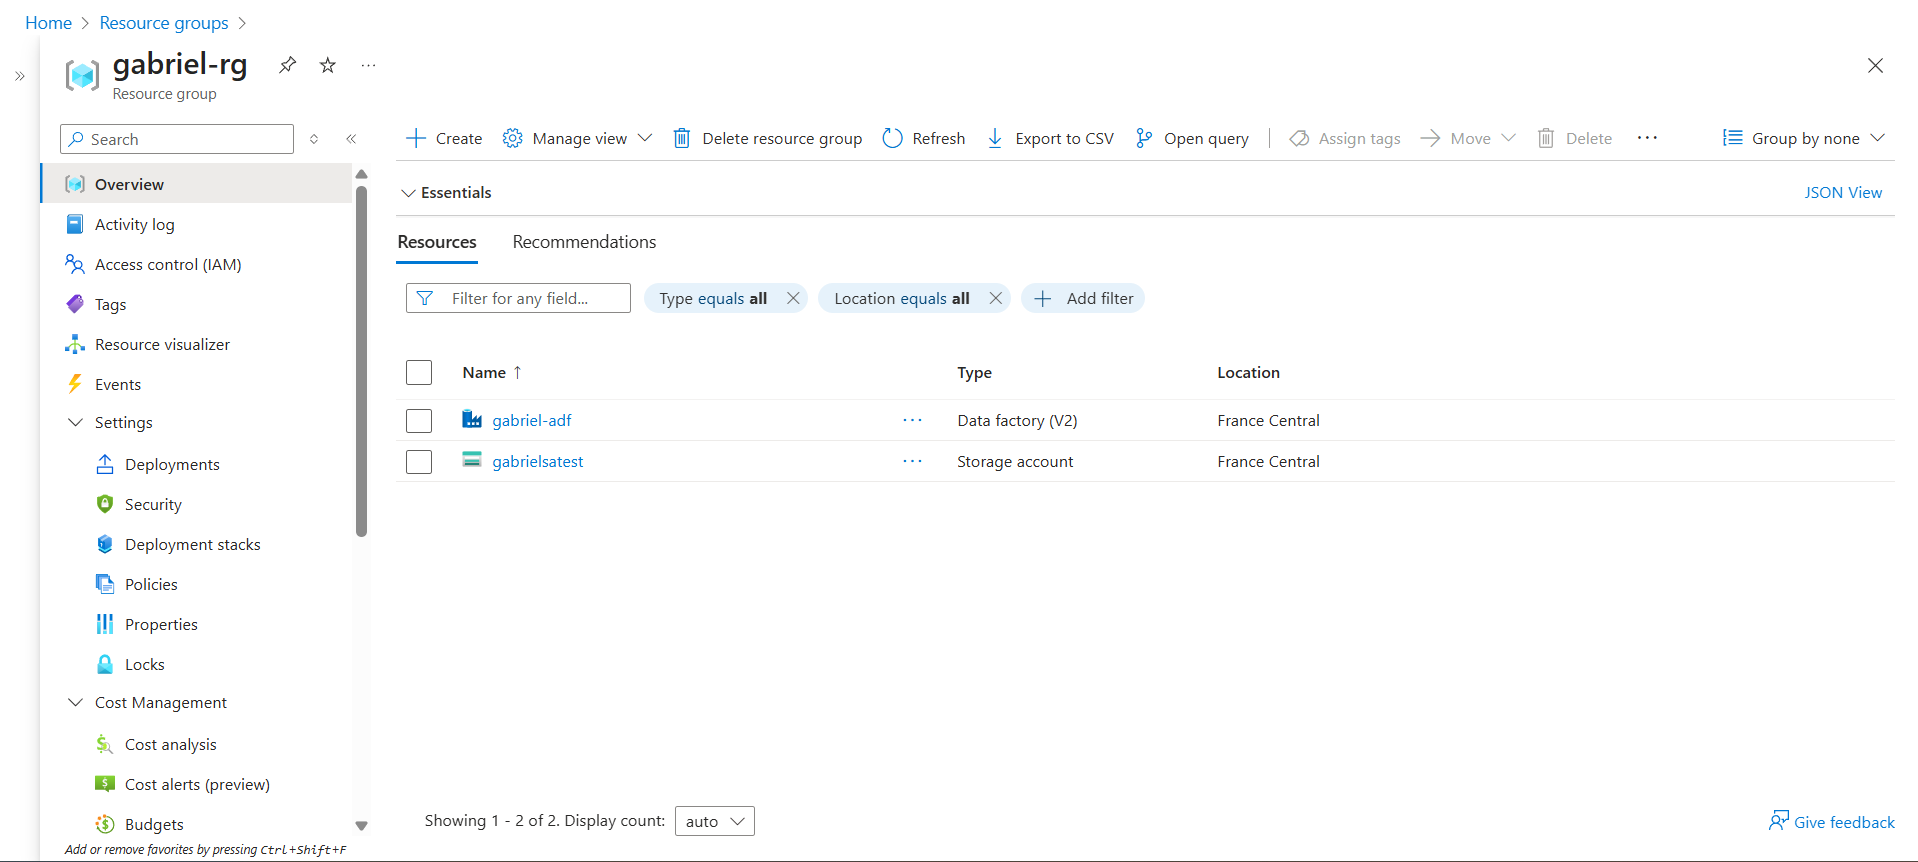 Home > Resource groups >
gabriel-rg
Resource group
Search
Create Manage view Delete resource group Refresh Export to CSV Open query Assign tags Move Delete Group by none
Overview
Activity log
Access control (IAM)
Tags
Resource visualizer
Events
Settings
Deployments
Security
Deployment stacks
Policies
Properties
Locks
Cost Management
Cost analysis
Cost alerts (preview)
Budgets
Add or remove favorites by pressing Ctrl+Shift+F
Essentials JSON View
Resources Recommendations
Filter for any field... Type equals all Location equals all Add filter
Name ↑ Type Location
gabriel-adf Data factory (V2) France Central
gabrielsatest Storage account France Central
Showing 1 - 2 of 2. Display count: auto
Give feedback